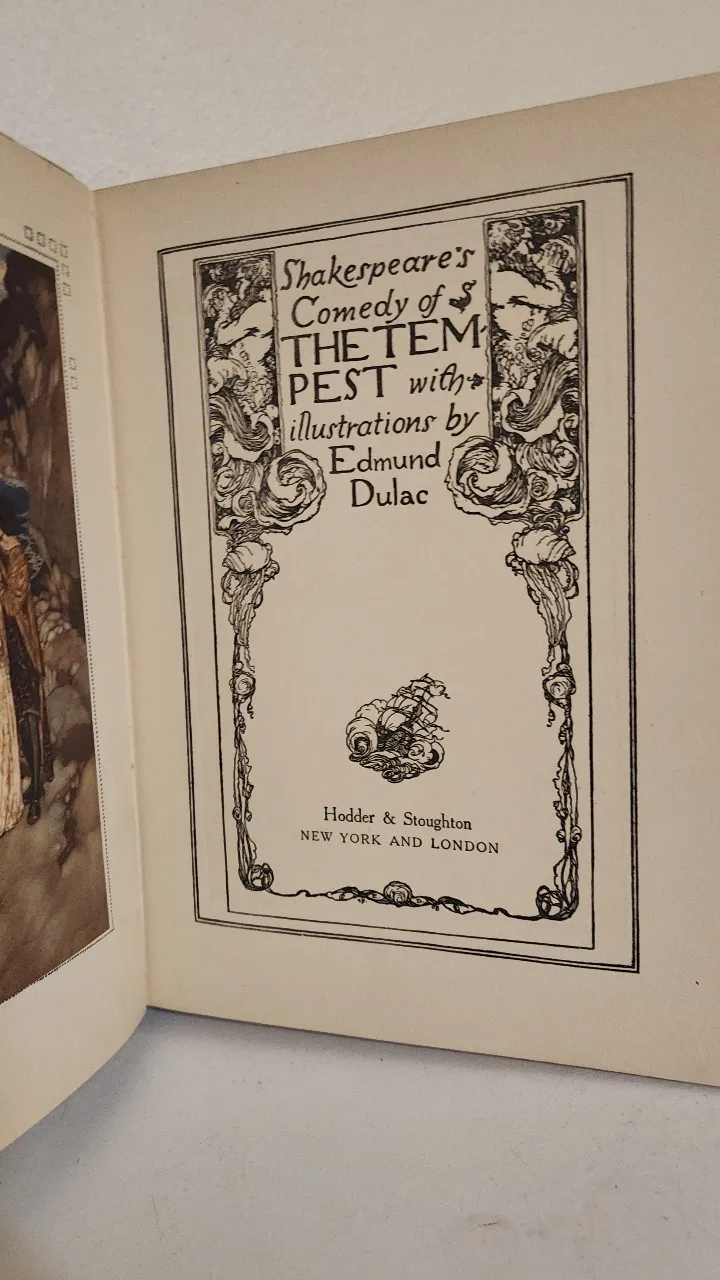 Shakespeare's
Comedy of
THE TEM-
PEST with
illustrations by
Edmund
Dulac
Hodder & Stoughton
NEW YORK AND LONDON